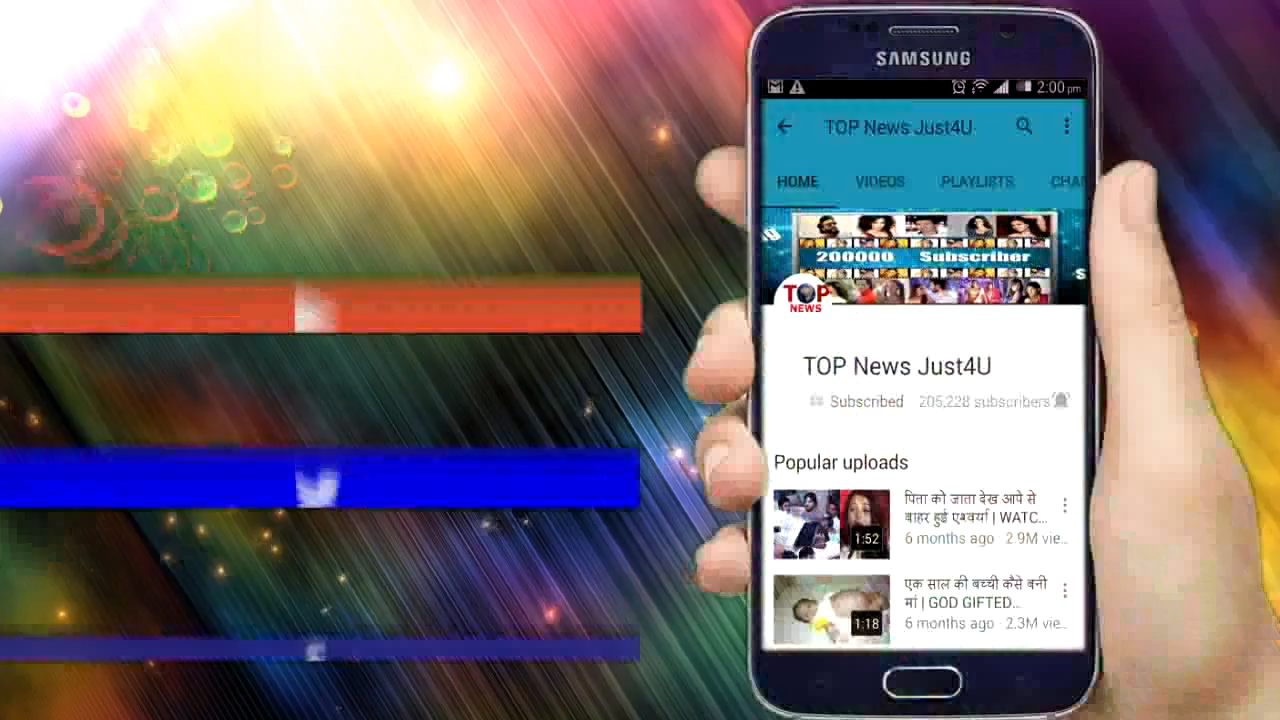 SAMSUNG
2:00 pm
TOP News Just4U
HOME VIDEOS PLAYLISTS CHA
200000 Subscriber
TOP
NEWS
TOP News Just4U
Subscribed 205,228 subscribers
Popular uploads
पिता को जाता देख आपे से
बाहर हुई एश्वर्या | WATC...
6 months ago · 2.9M vie...
1:52
एक साल की बच्ची कैसे बनी
मां | GOD GIFTED...
6 months ago · 2.3M vie...
1:18